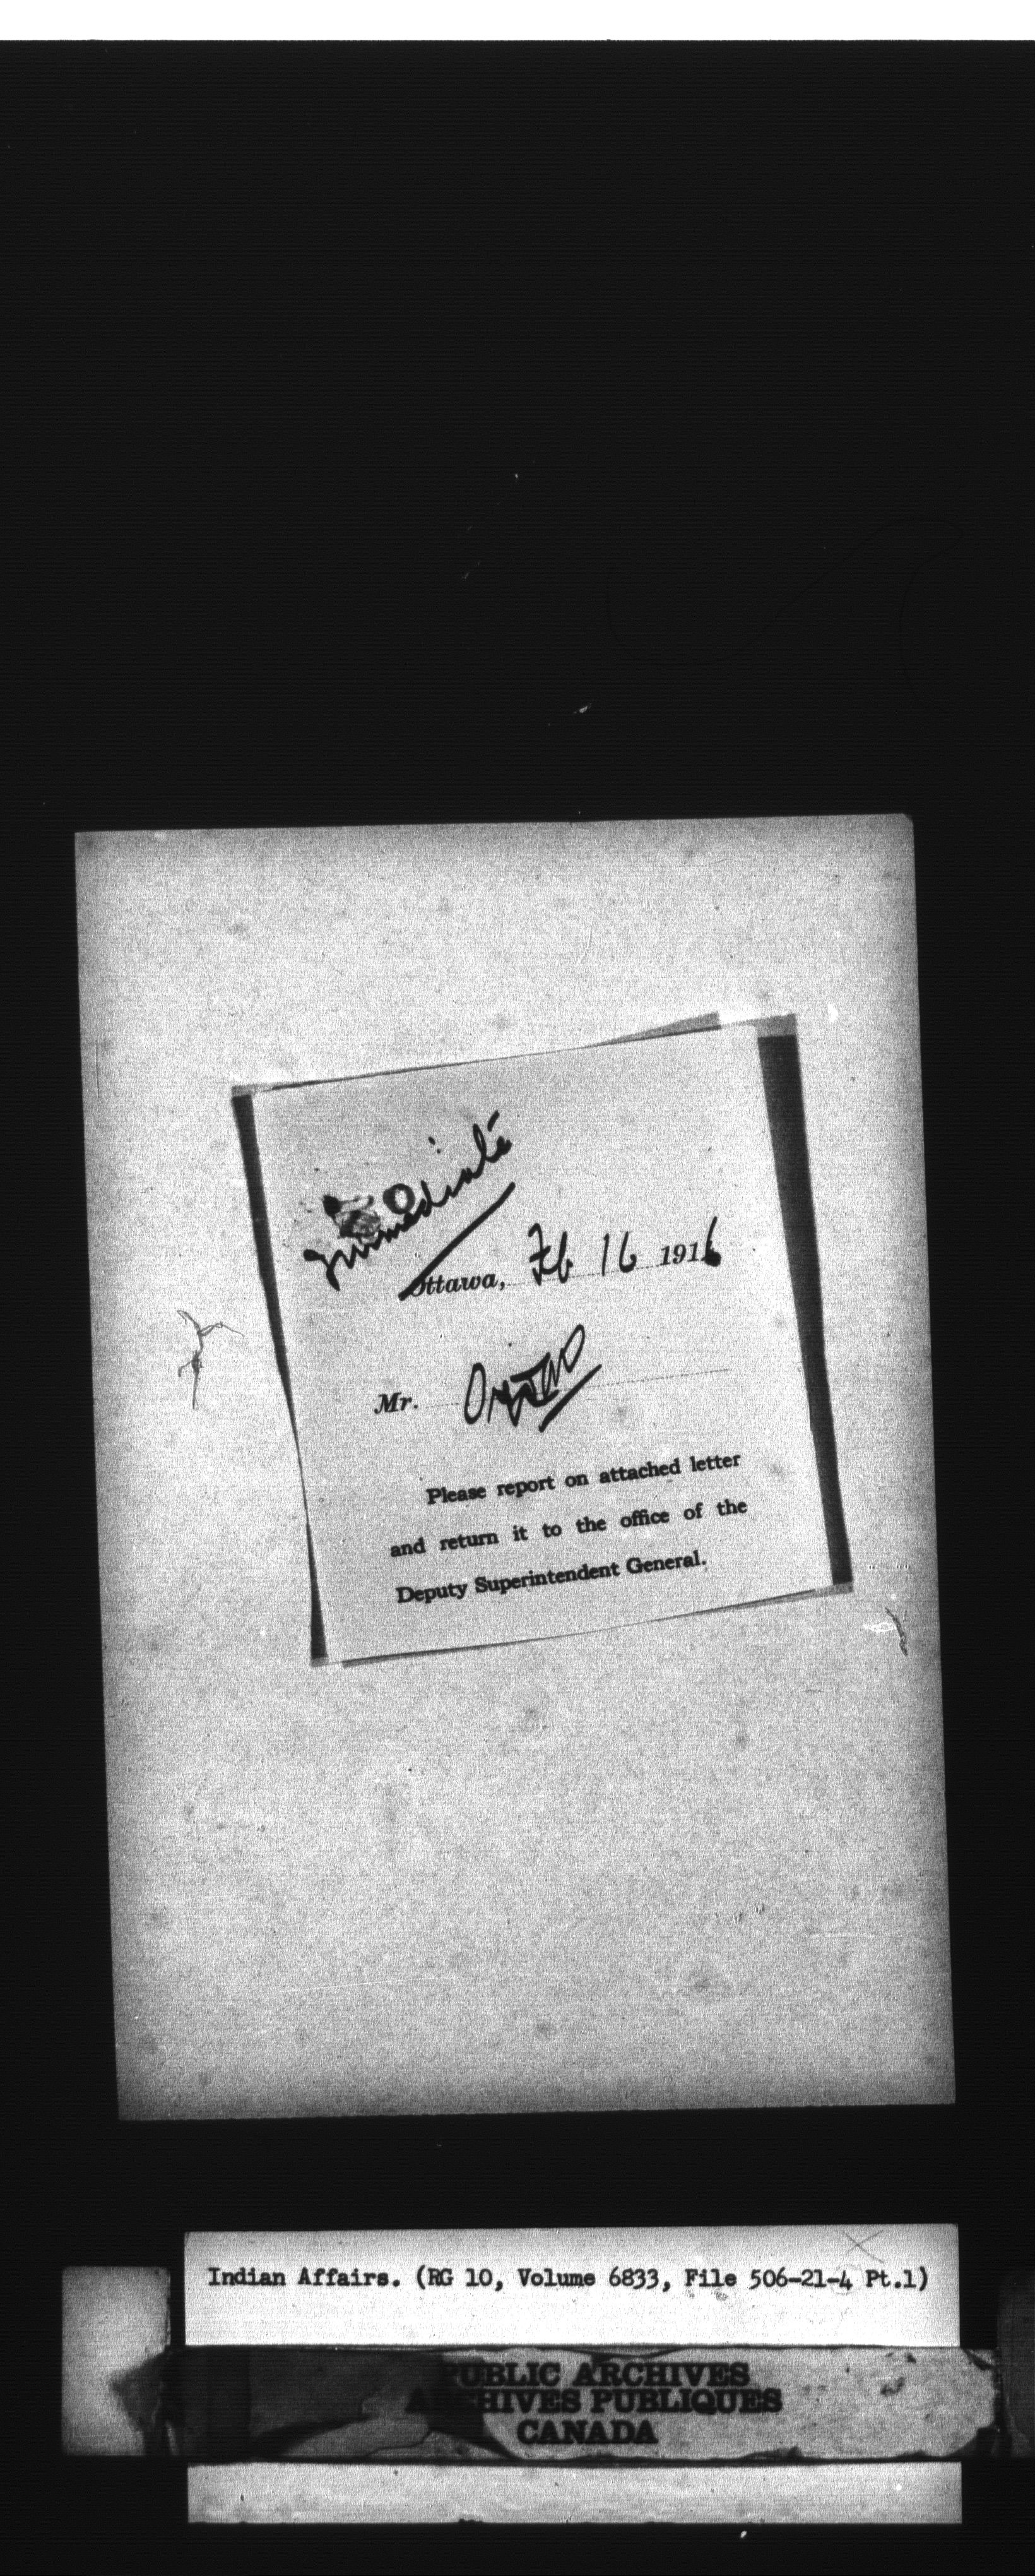 Immediate
Ottawa, Feb 16 1916
Mr.
Please report on attached letter
and return it to the office of the
Deputy Superintendent General.
Indian Affairs. (RG 10, Volume 6833, File 506-21-4 Pt.1)
PUBLIC ARCHIVES
ARCHIVES PUBLIQUES
CANADA